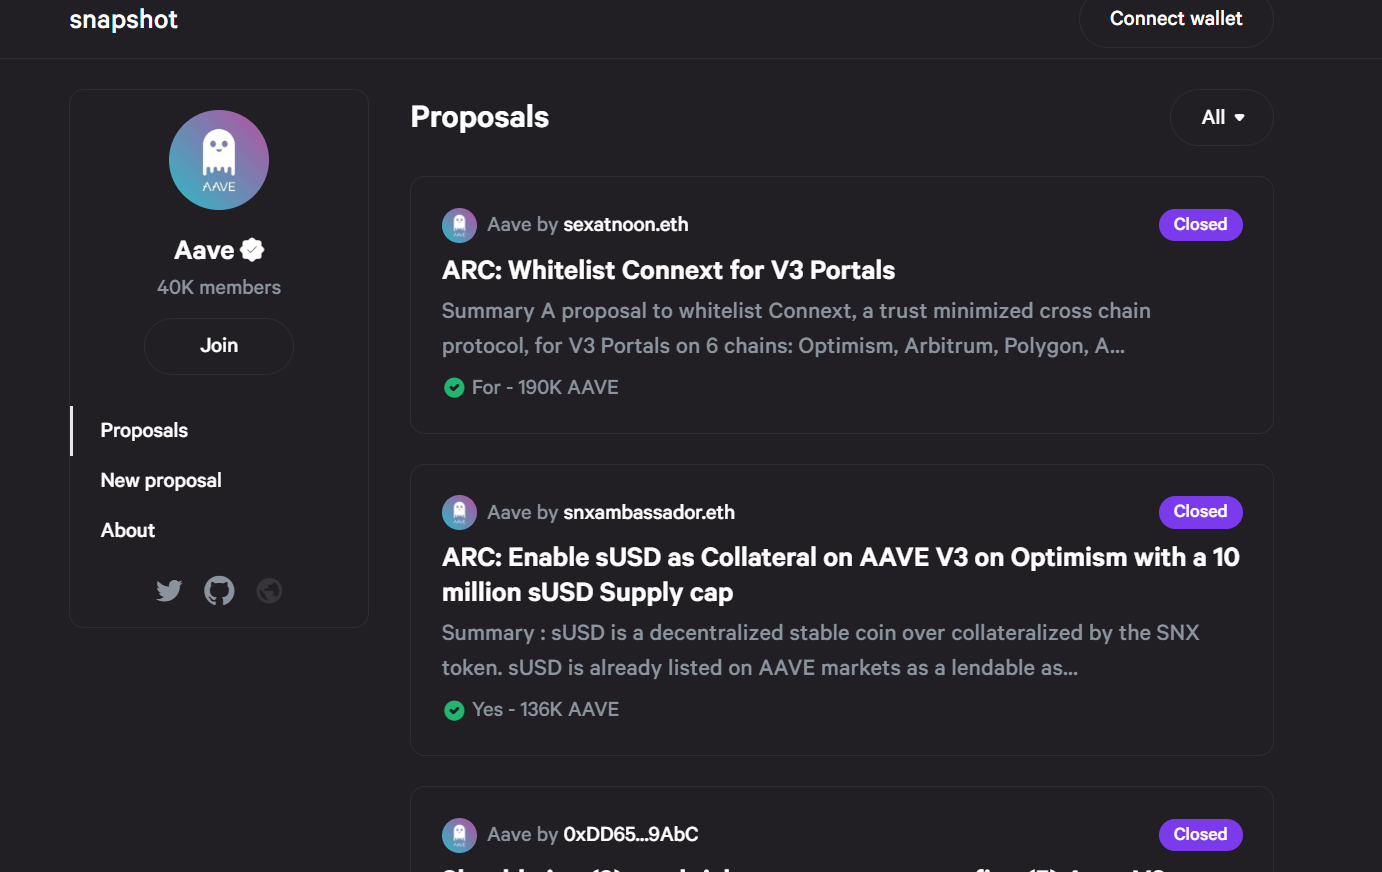 snapshot
Connect wallet
AAVE
Aave
40K members
Join
Proposals
New proposal
About
Proposals
All
Aave by sexatnoon.eth
Closed
ARC: Whitelist Connext for V3 Portals
Summary A proposal to whitelist Connext, a trust minimized cross chain
protocol, for V3 Portals on 6 chains: Optimism, Arbitrum, Polygon, A...
For - 190K AAVE
Aave by snxambassador.eth
Closed
ARC: Enable sUSD as Collateral on AAVE V3 on Optimism with a 10
million sUSD Supply cap
Summary : sUSD is a decentralized stable coin over collateralized by the SNX
token. sUSD is already listed on AAVE markets as a lendable as...
Yes - 136K AAVE
Aave by 0xDD65...9AbC
Closed